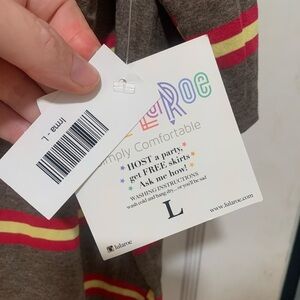 Irma - L
LuLaRoe
Simply Comfortable
HOST a party,
get FREE skirts
Ask me how!
WASHING INSTRUCTIONS
wash cold and hang dry—or you'll be sad
L
lularoe
www.lularoe.com